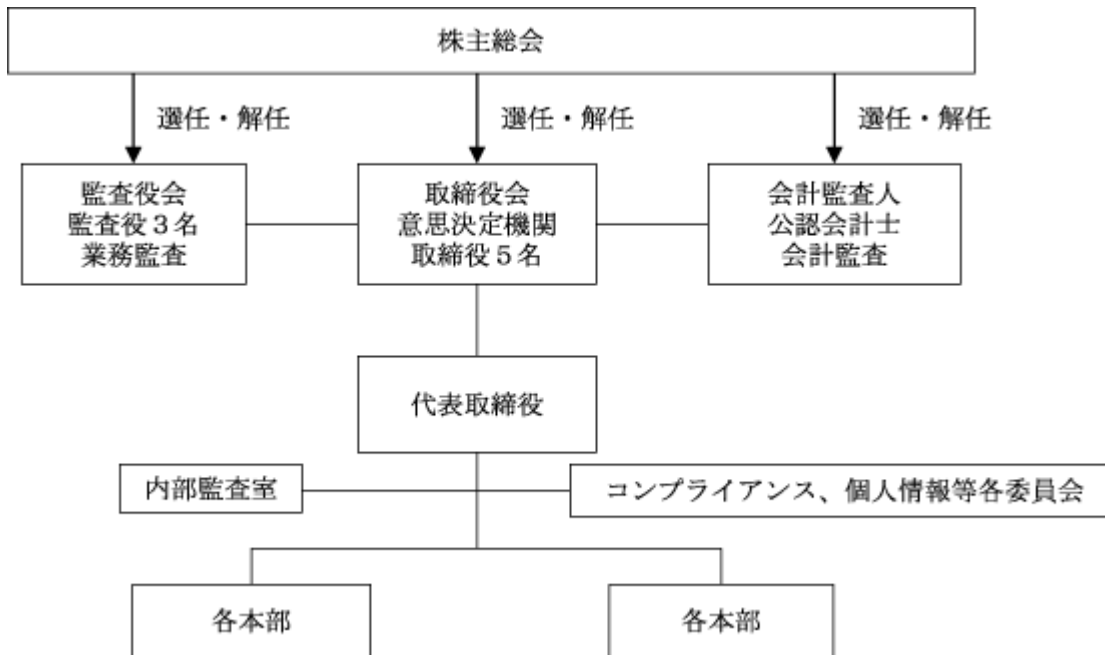 株主総会
選任・解任
選任・解任
選任・解任
監査役会
監査役３名
業務監査
取締役会
意思決定機関
取締役５名
会計監査人
公認会計士
会計監査
代表取締役
内部監査室
コンプライアンス、個人情報等各委員会
各本部
各本部